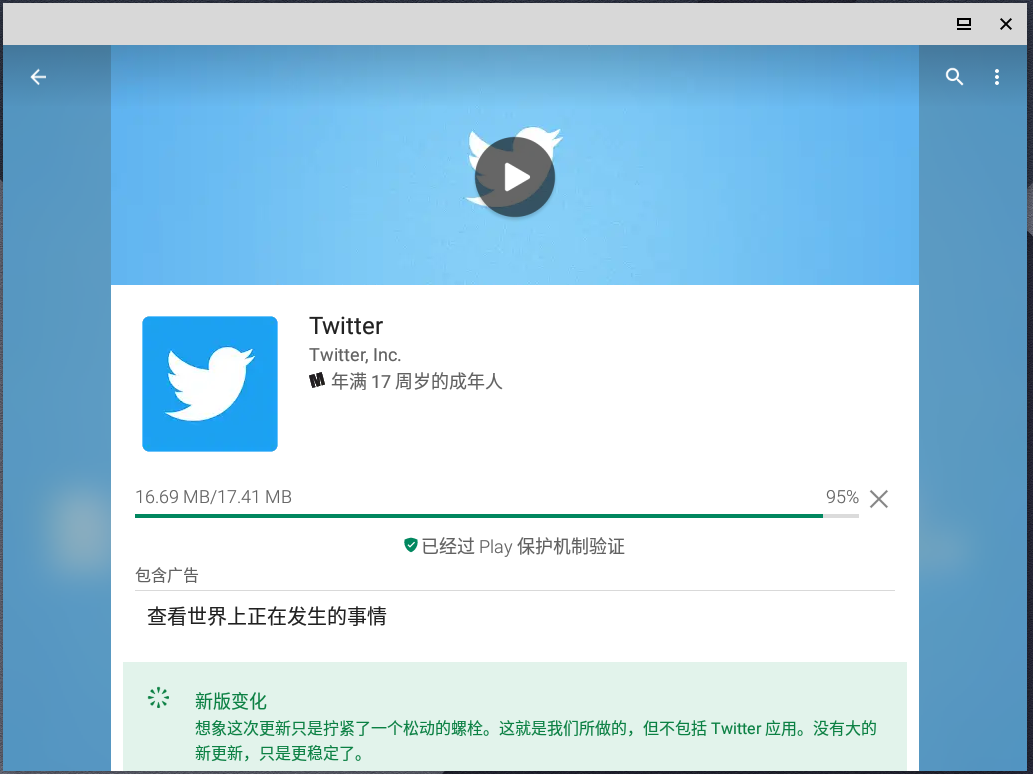 Twitter
Twitter, Inc.
年满 17 周岁的成年人
16.69 MB/17.41 MB 95%
已经过 Play 保护机制验证
包含广告
查看世界上正在发生的事情
新版变化
想象这次更新只是拧紧了一个松动的螺栓。这就是我们所做的，但不包括 Twitter 应用。没有大的
新更新，只是更稳定了。